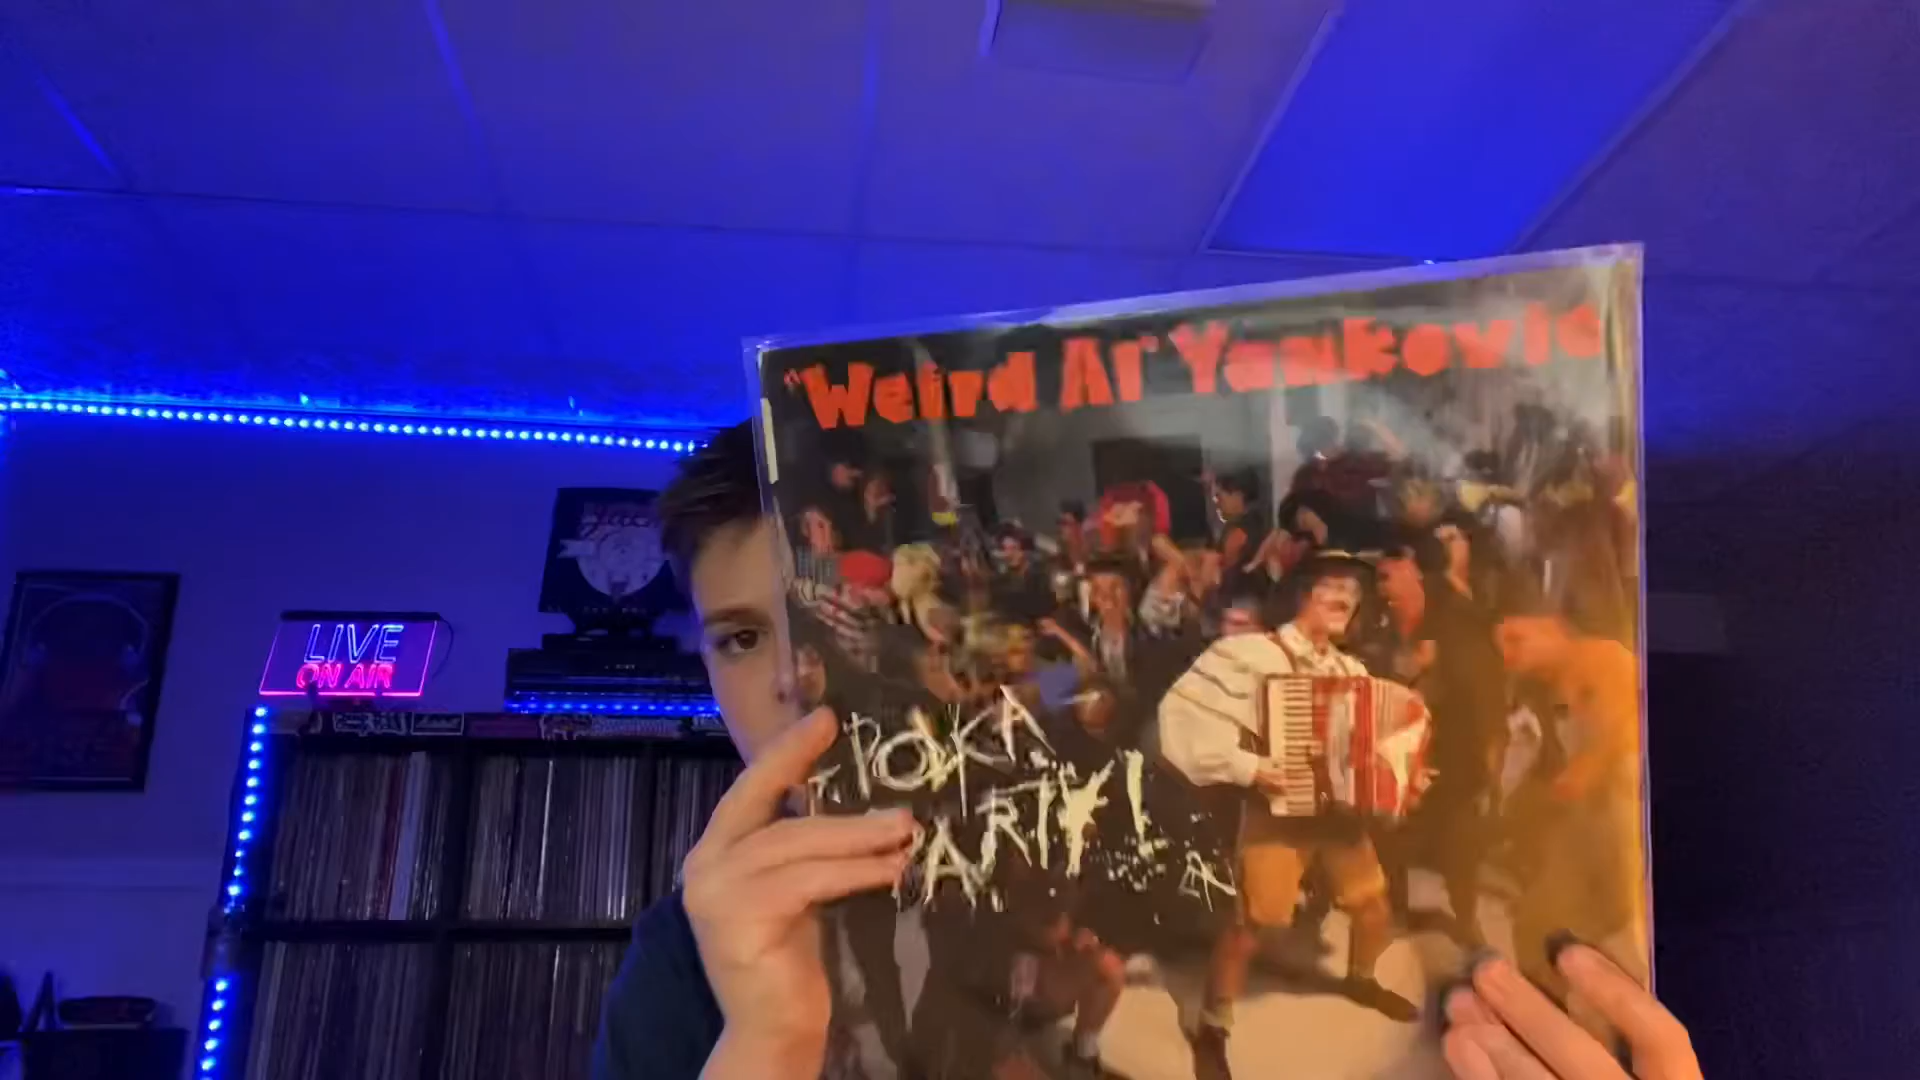 "Weird Al" Yankovic
POLKA
PARTY!
LIVE
ON AIR